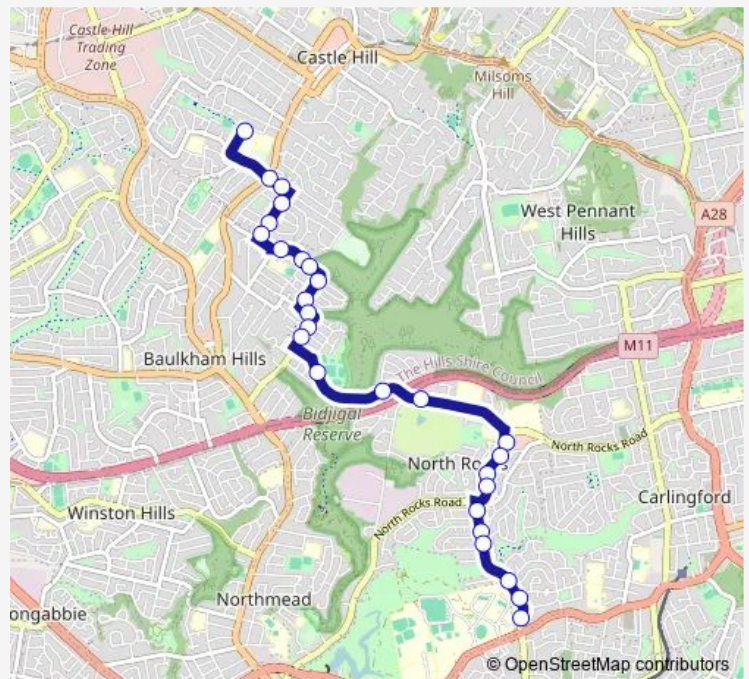 Castle Hill
Trading
Zone
Castle Hill
Milsoms
Hill
West Pennant
Hills
A28
M11
Baulkham Hills
The Hills Shire Council
Bidjigal
Reserve
North Rocks Road
North Ro
Carlingford
North Rocks Road
Winston Hills
Northmead
ongabbie
© OpenStreetMap contributors